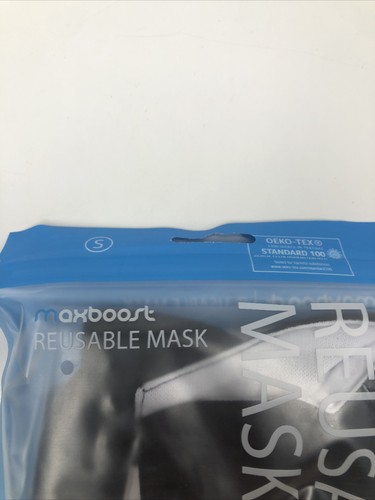 S
OEKO-TEX®
STANDARD 100
maxboost
REUSABLE MASK
REUSA
MASK